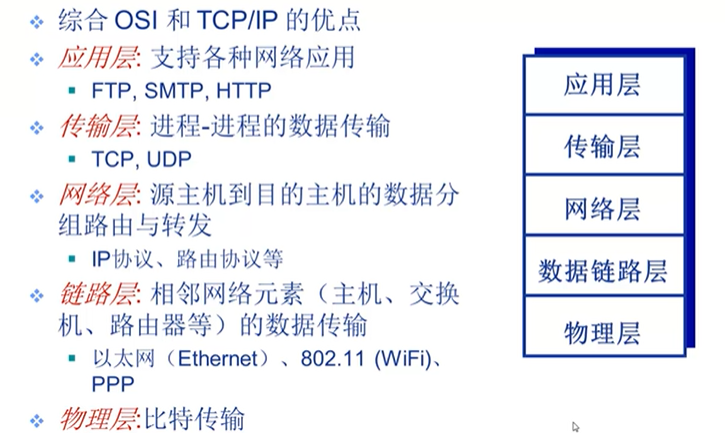 综合 OSI 和 TCP/IP 的优点
应用层: 支持各种网络应用
FTP, SMTP, HTTP
传输层: 进程-进程的数据传输
TCP, UDP
网络层: 源主机到目的主机的数据分
组路由与转发
IP协议、路由协议等
链路层: 相邻网络元素（主机、交换
机、路由器等）的数据传输
以太网（Ethernet）、802.11 (WiFi)、
PPP
物理层:比特传输
应用层
传输层
网络层
数据链路层
物理层